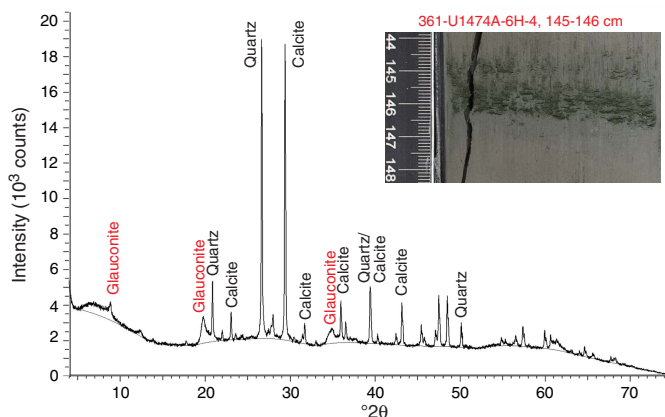 361-U1474A-6H-4, 145-146 cm
144
145
146
147
148
Intensity (10³ counts)
20
18
16
14
12
10
8
6
4
2
0
Glauconite
Glauconite
Quartz
Calcite
Quartz
Calcite
Calcite
Glauconite
Calcite
Quartz/
Calcite
Calcite
Quartz
10
20
30
40
50
60
70
°2θ